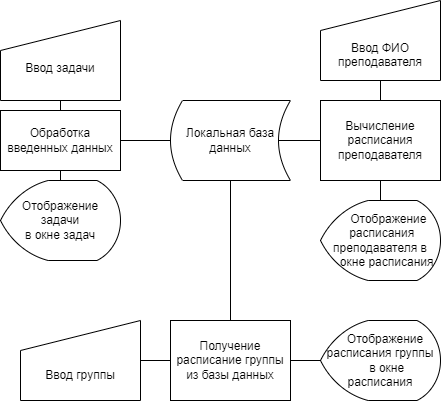 Ввод задачи
Ввод ФИО
преподавателя
Обработка
введенных данных
Локальная база
данных
Вычисление
расписания
преподавателя
Отображение
задачи
в окне задач
Отображение
расписания
преподавателя в
окне расписания
Ввод группы
Получение
расписание группы
из базы данных
Отображение
расписания группы
в окне
расписания